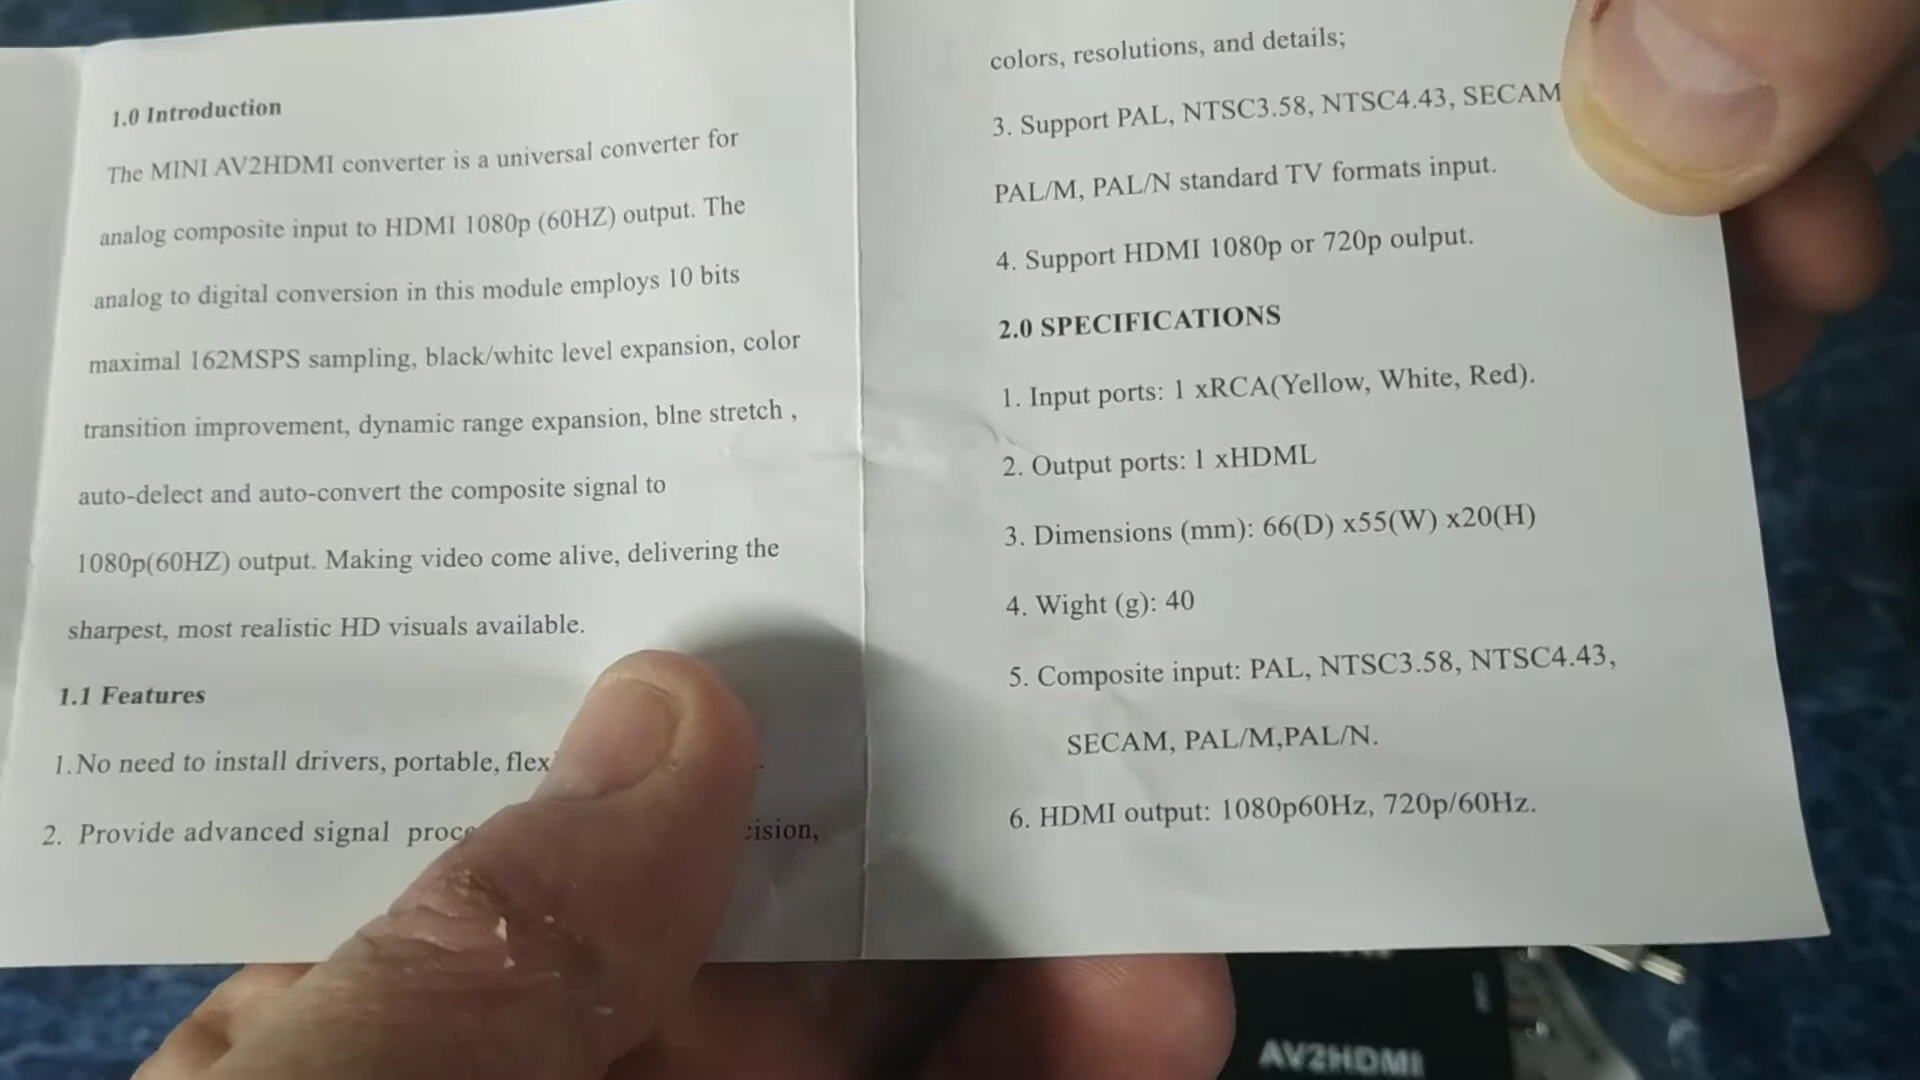 1.0 Introduction
The MINI AV2HDMI converter is a universal converter for
analog composite input to HDMI 1080p (60HZ) output. The
analog to digital conversion in this module employs 10 bits
maximal 162MSPS sampling, black/whitc level expansion, color
transition improvement, dynamic range expansion, blne stretch ,
auto-delect and auto-convert the composite signal to
1080p(60HZ) output. Making video come alive, delivering the
sharpest, most realistic HD visuals available.
1.1 Features
1.No need to install drivers, portable,
2. Provide advanced signal
colors, resolutions, and details;
3. Support PAL, NTSC3.58, NTSC4.43, SECAM
PAL/M, PAL/N standard TV formats input.
4. Support HDMI 1080p or 720p oulput.
2.0 SPECIFICATIONS
1. Input ports: 1 xRCA(Yellow, White, Red).
2. Output ports: 1 xHDML
3. Dimensions (mm): 66(D) x55(W) x20(H)
4. Wight (g): 40
5. Composite input: PAL, NTSC3.58, NTSC4.43,
SECAM, PAL/M,PAL/N.
6. HDMI output: 1080p60Hz, 720p/60Hz.
AV2HDMI